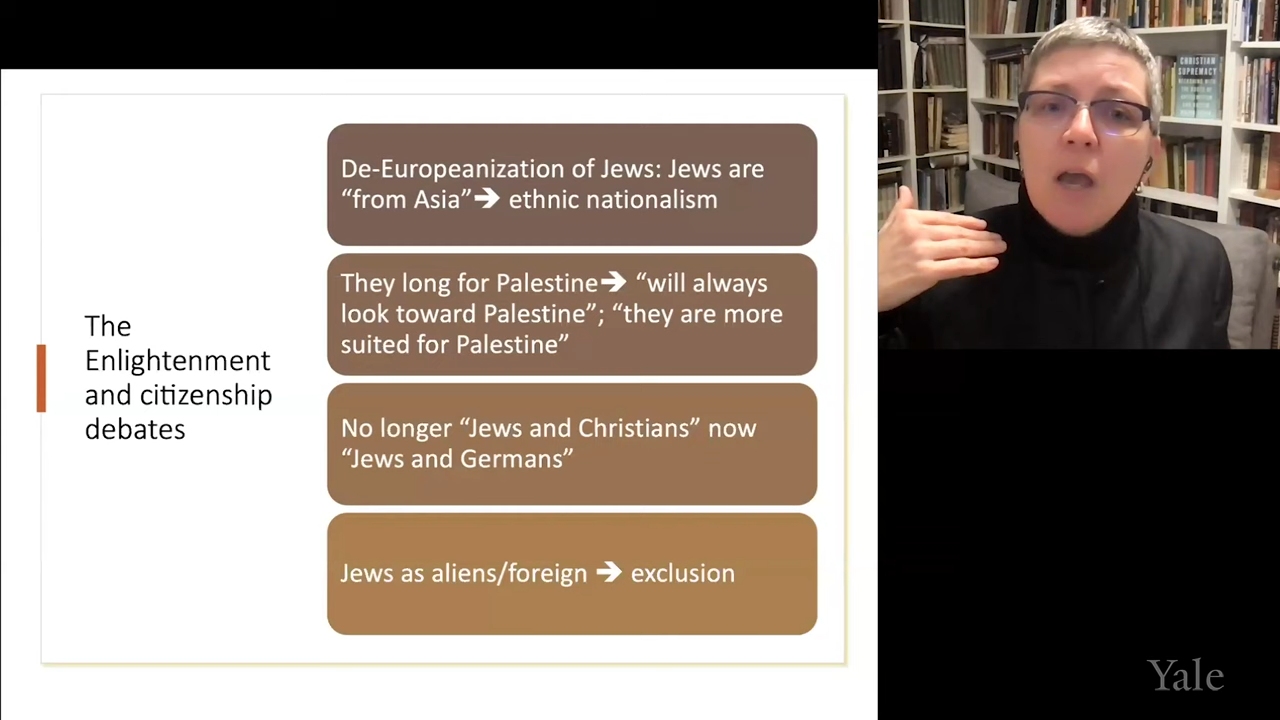 The
Enlightenment
and citizenship
debates
De-Europeanization of Jews: Jews are
“from Asia”🡺 ethnic nationalism
They long for Palestine🡺 “will always
look toward Palestine”; “they are more
suited for Palestine”
No longer “Jews and Christians” now
“Jews and Germans”
Jews as aliens/foreign 🡺 exclusion
CHRISTIAN
SUPREMACY
Yale